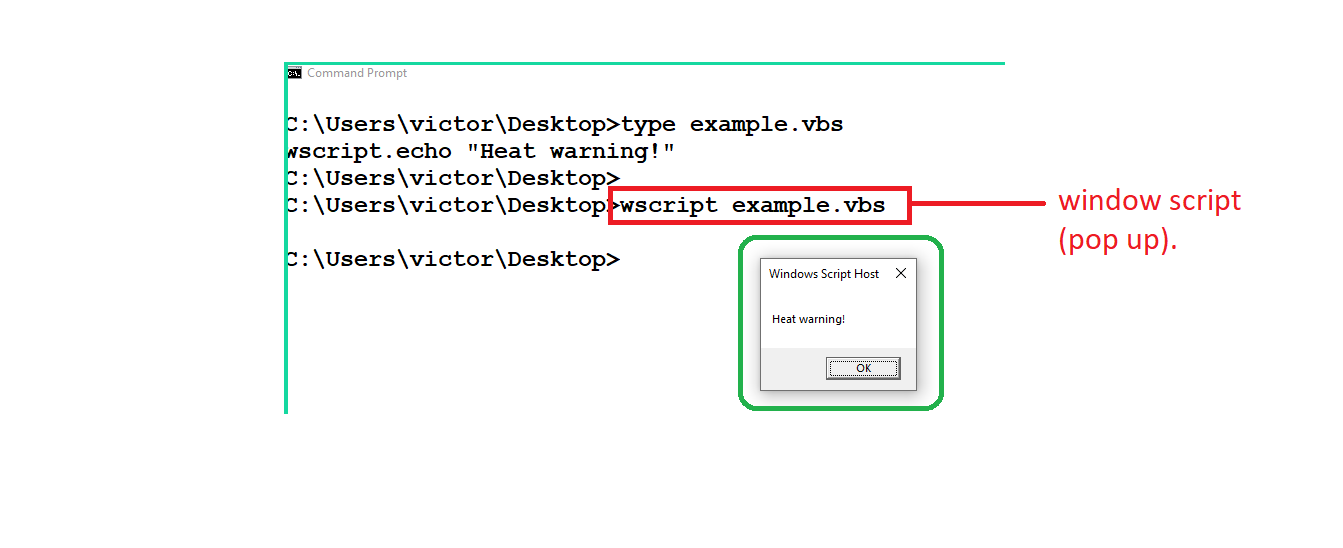 Command Prompt
C:\Users\victor\Desktop>type example.vbs
wscript.echo "Heat warning!"
C:\Users\victor\Desktop>
C:\Users\victor\Desktop>wscript example.vbs
window script
(pop up).
C:\Users\victor\Desktop>
Windows Script Host
Heat warning!
OK